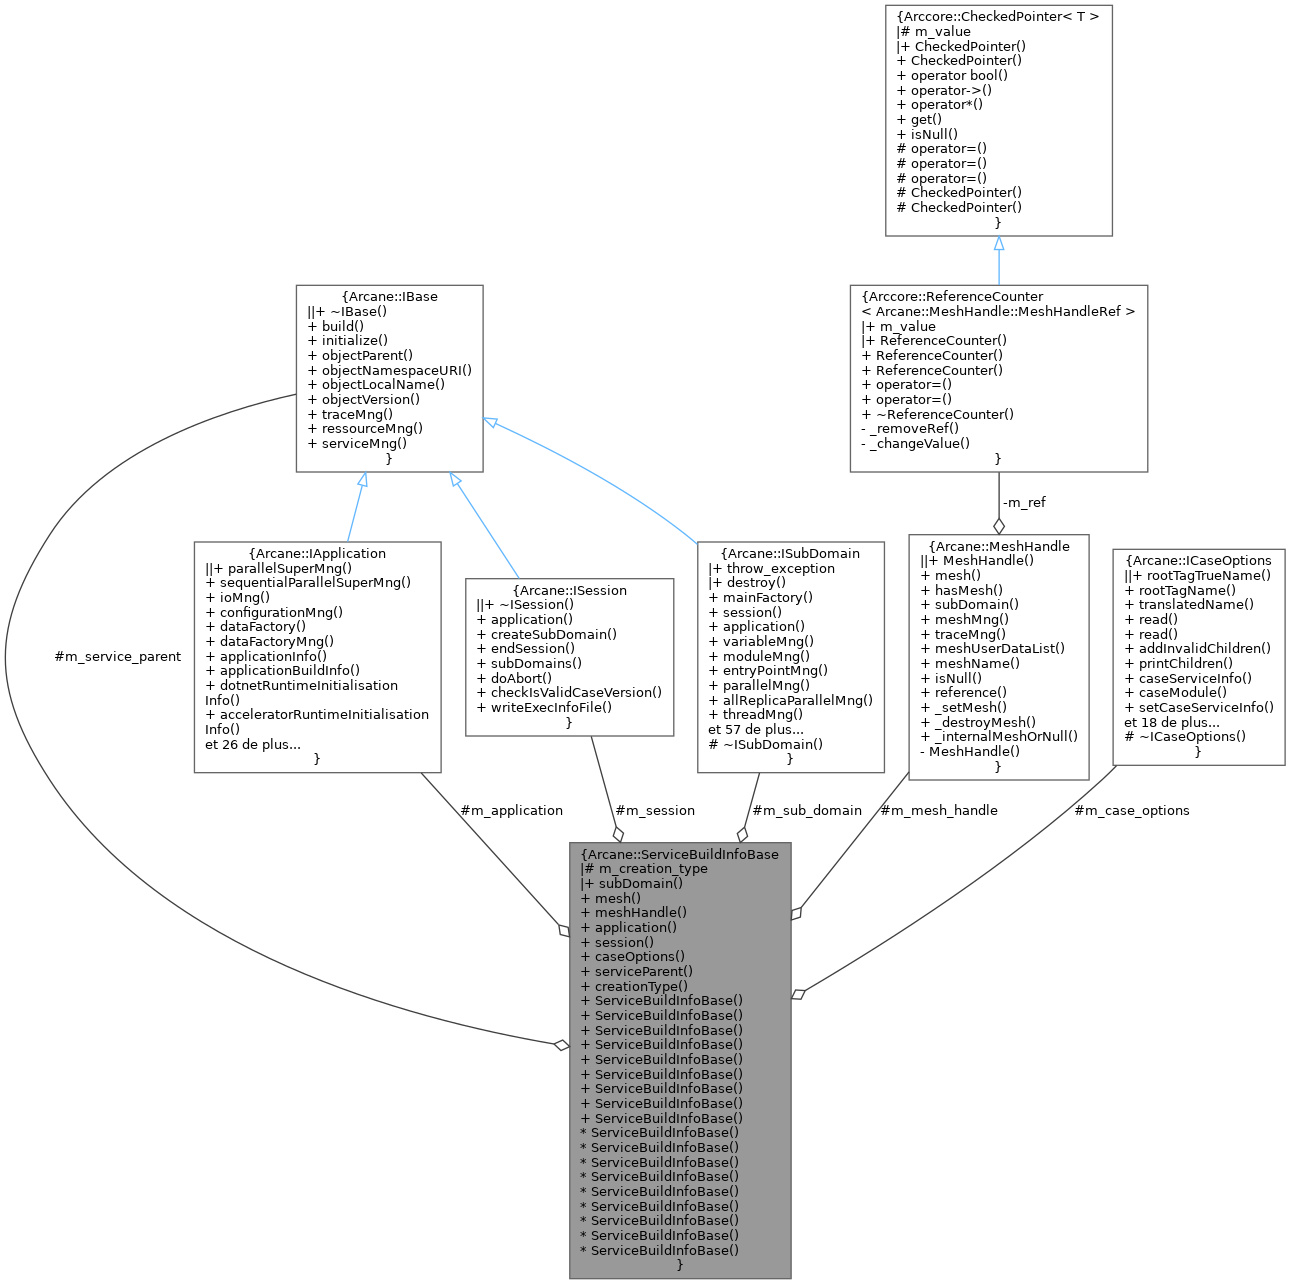 {Arccore::CheckedPointer< T >
|# m_value
|+ CheckedPointer()
+ CheckedPointer()
+ operator bool()
+ operator->()
+ operator*()
+ get()
+ isNull()
# operator=()
# operator=()
# operator=()
# CheckedPointer()
# CheckedPointer()
}
{Arcane::IBase
||+ ~IBase()
+ build()
+ initialize()
+ objectParent()
+ objectNamespaceURI()
+ objectLocalName()
+ objectVersion()
+ traceMng()
+ ressourceMng()
+ serviceMng()
}
{Arccore::ReferenceCounter
< Arcane::MeshHandle::MeshHandleRef >
|+ m_value
|+ ReferenceCounter()
+ ReferenceCounter()
+ ReferenceCounter()
+ operator=()
+ operator=()
+ ~ReferenceCounter()
- _removeRef()
- _changeValue()
}
-m_ref
{Arcane::IApplication
||+ parallelSuperMng()
+ sequentialParallelSuperMng()
+ ioMng()
+ configurationMng()
+ dataFactory()
+ dataFactoryMng()
+ applicationInfo()
+ applicationBuildInfo()
+ dotnetRuntimeInitialisation
Info()
+ acceleratorRuntimeInitialisation
Info()
et 26 de plus...
}
{Arcane::ISession
||+ ~ISession()
+ application()
+ createSubDomain()
+ endSession()
+ subDomains()
+ doAbort()
+ checkIsValidCaseVersion()
+ writeExecInfoFile()
}
{Arcane::ISubDomain
|+ throw_exception
|+ destroy()
+ mainFactory()
+ session()
+ application()
+ variableMng()
+ moduleMng()
+ entryPointMng()
+ parallelMng()
+ allReplicaParallelMng()
+ threadMng()
et 57 de plus...
# ~ISubDomain()
}
{Arcane::MeshHandle
||+ MeshHandle()
+ mesh()
+ hasMesh()
+ subDomain()
+ meshMng()
+ traceMng()
+ meshUserDataList()
+ meshName()
+ isNull()
+ reference()
+ _setMesh()
+ _destroyMesh()
+ _internalMeshOrNull()
- MeshHandle()
}
{Arcane::ICaseOptions
||+ rootTagTrueName()
+ rootTagName()
+ translatedName()
+ read()
+ read()
+ addInvalidChildren()
+ printChildren()
+ caseServiceInfo()
+ caseModule()
+ setCaseServiceInfo()
et 18 de plus...
# ~ICaseOptions()
}
#m_service_parent
#m_application
#m_session
#m_sub_domain
#m_mesh_handle
#m_case_options
{Arcane::ServiceBuildInfoBase
|# m_creation_type
|+ subDomain()
+ mesh()
+ meshHandle()
+ application()
+ session()
+ caseOptions()
+ serviceParent()
+ creationType()
+ ServiceBuildInfoBase()
+ ServiceBuildInfoBase()
+ ServiceBuildInfoBase()
+ ServiceBuildInfoBase()
+ ServiceBuildInfoBase()
+ ServiceBuildInfoBase()
+ ServiceBuildInfoBase()
+ ServiceBuildInfoBase()
+ ServiceBuildInfoBase()
* ServiceBuildInfoBase()
* ServiceBuildInfoBase()
* ServiceBuildInfoBase()
* ServiceBuildInfoBase()
* ServiceBuildInfoBase()
* ServiceBuildInfoBase()
* ServiceBuildInfoBase()
* ServiceBuildInfoBase()
* ServiceBuildInfoBase()
}